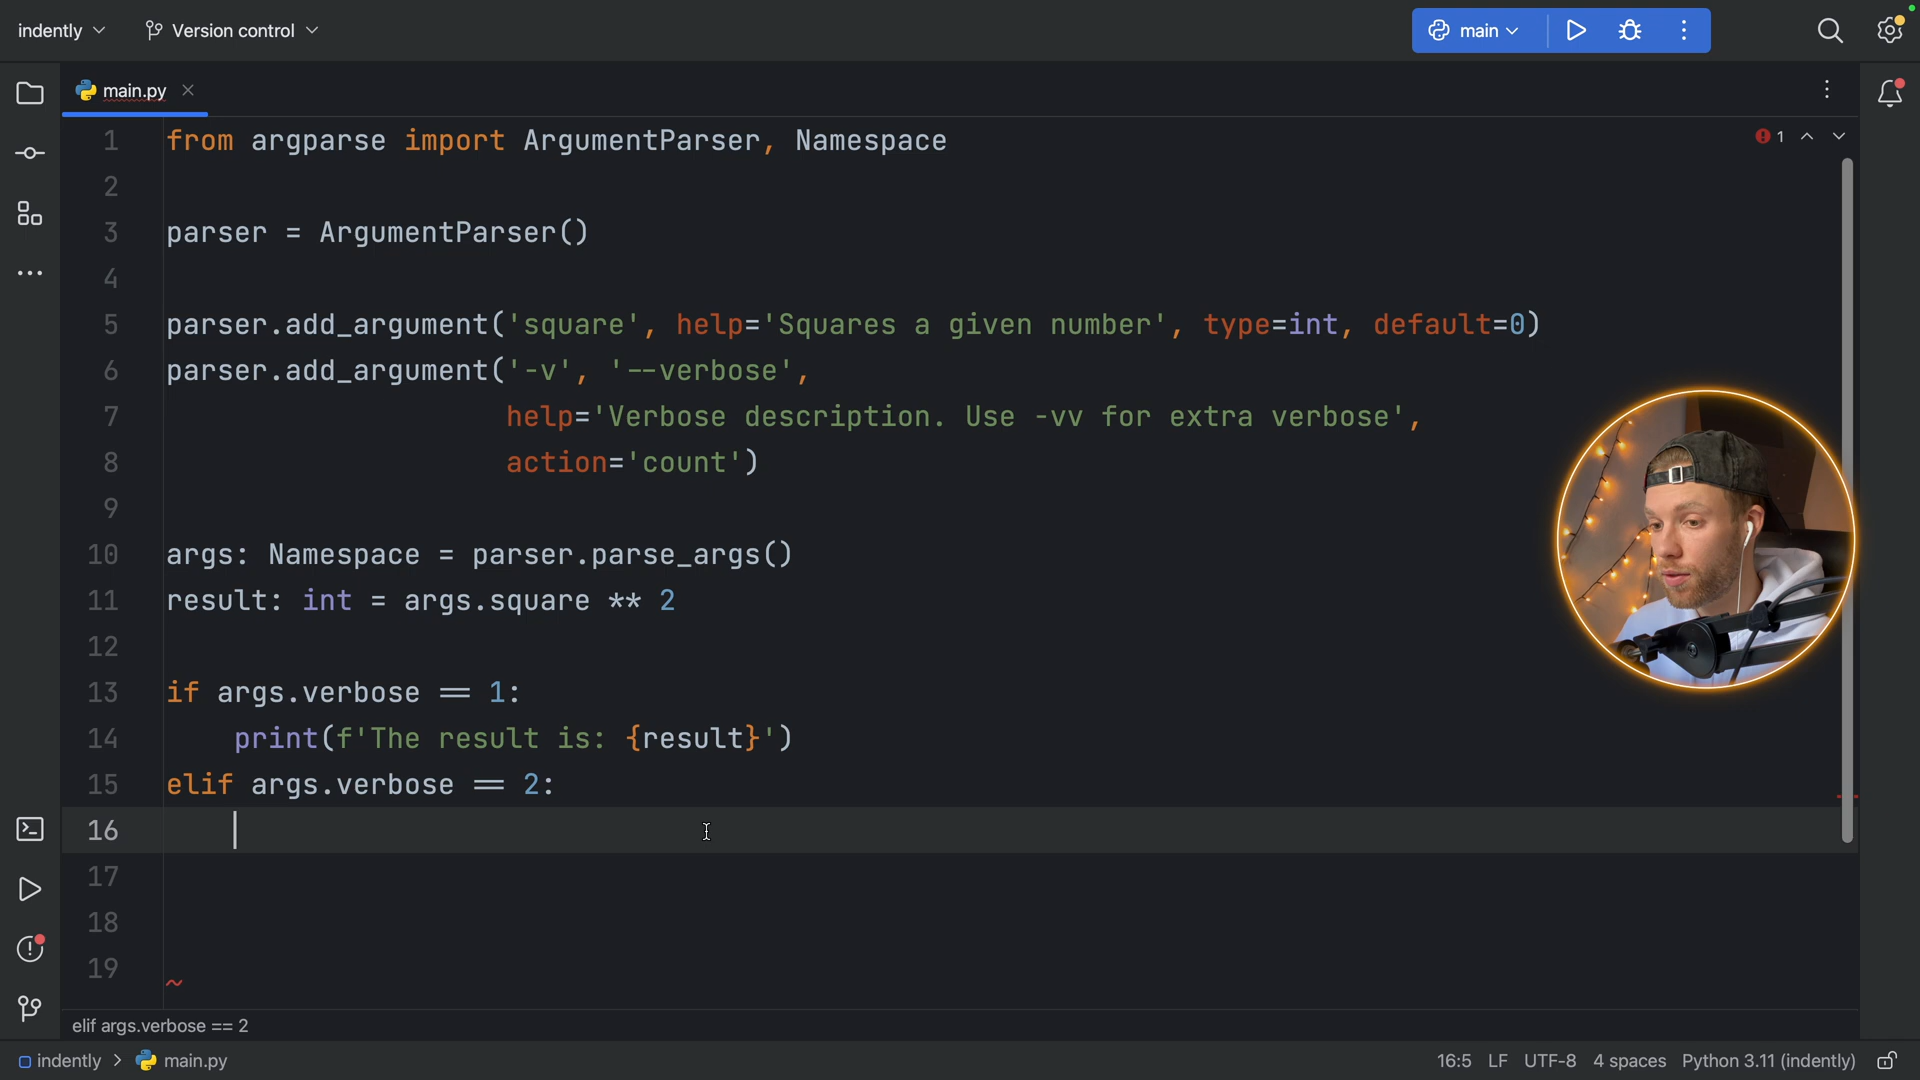 indently Version control main
main.py
1 from argparse import ArgumentParser, Namespace 1
2
3 parser = ArgumentParser()
4
5 parser.add_argument('square', help='Squares a given number', type=int, default=0)
6 parser.add_argument('-v', '--verbose',
7 help='Verbose description. Use -vv for extra verbose',
8 action='count')
9
10 args: Namespace = parser.parse_args()
11 result: int = args.square ** 2
12
13 if args.verbose == 1:
14 print(f'The result is: {result}')
15 elif args.verbose == 2:
16
17
18
19
elif args.verbose == 2
indently > main.py 16:5 LF UTF-8 4 spaces Python 3.11 (indently)